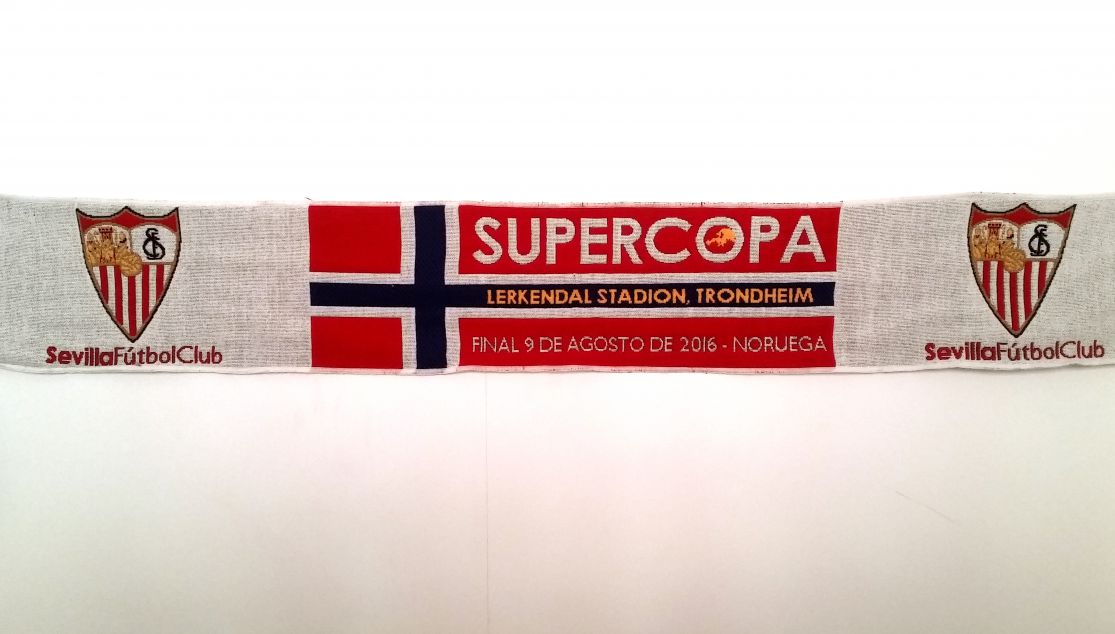 SevillaFútbolClub
SUPERCOPA
LERKENDAL STADION, TRONDHEIM
FINAL 9 DE AGOSTO DE 2016 - NORUEGA
SevillaFútbolClub